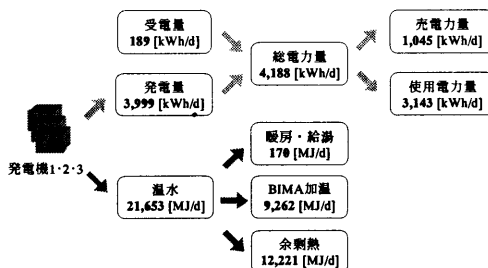 受電量
189 [kWh/d]
発電量
3,999 [kWh/d]
総電力量
4,188 [kWh/d]
売電力量
1,045 [kWh/d]
使用電力量
3,143 [kWh/d]
発電機1·2·3
温水
21,653 [MJ/d]
暖房・給湯
170 [MJ/d]
BIMA加温
9,262 [MJ/d]
余剰熱
12,221 [MJ/d]